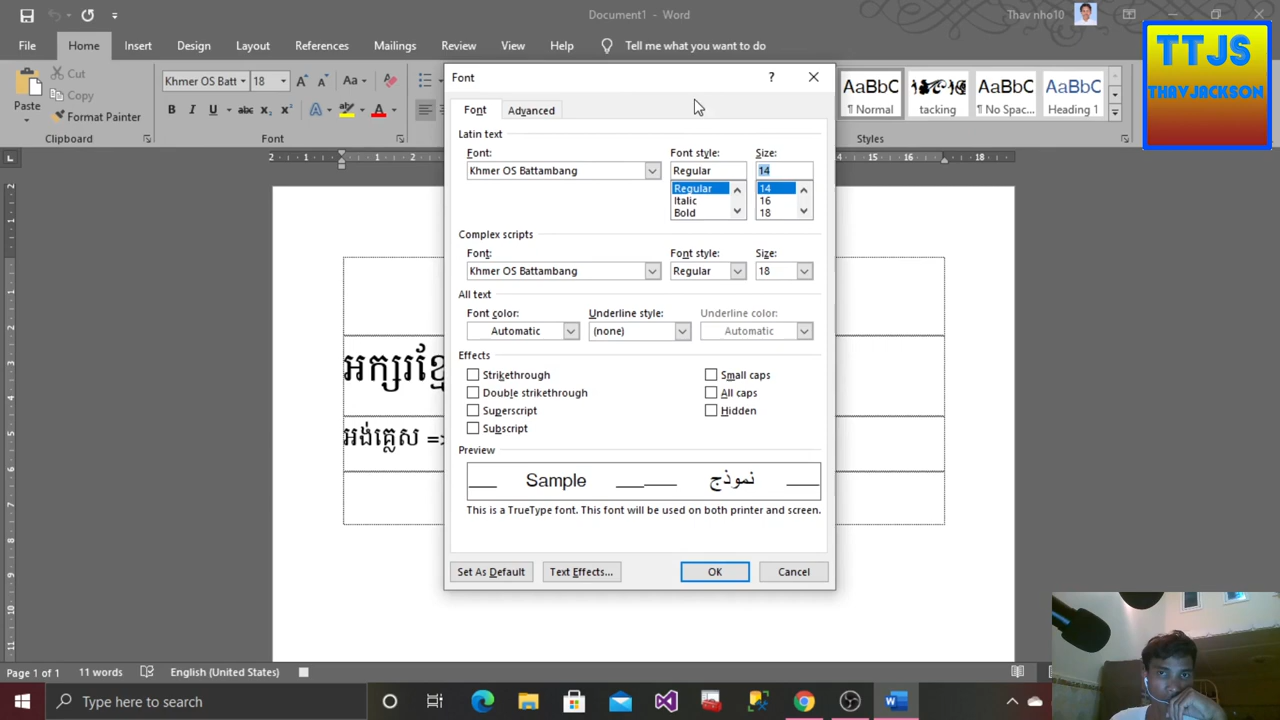 Document1 - Word
Thav nho10
File Home Insert Design Layout References Mailings Review View Help Tell me what you want to do
TTJS
THAVJACKSON
Paste
Cut
Copy
Format Painter
Clipboard
Khmer OS Batt 18
Font
AaBbC AaBbC AaBbC AaBbC
¶ Normal tacking ¶ No Spac... Heading 1
Styles
Font
Font Advanced
Latin text
Font: Font style: Size:
Khmer OS Battambang Regular 14
Regular 14
Italic 16
Bold 18
Complex scripts
Font: Font style: Size:
Khmer OS Battambang Regular 18
All text
Font color: Underline style: Underline color:
Automatic (none) Automatic
Effects
Strikethrough Small caps
Double strikethrough All caps
Superscript Hidden
Subscript
Preview
Sample نموذج
This is a TrueType font. This font will be used on both printer and screen.
Set As Default Text Effects... OK Cancel
អក្សរខ្មែ
អង់គ្លេស =>
Page 1 of 1 11 words English (United States)
Type here to search